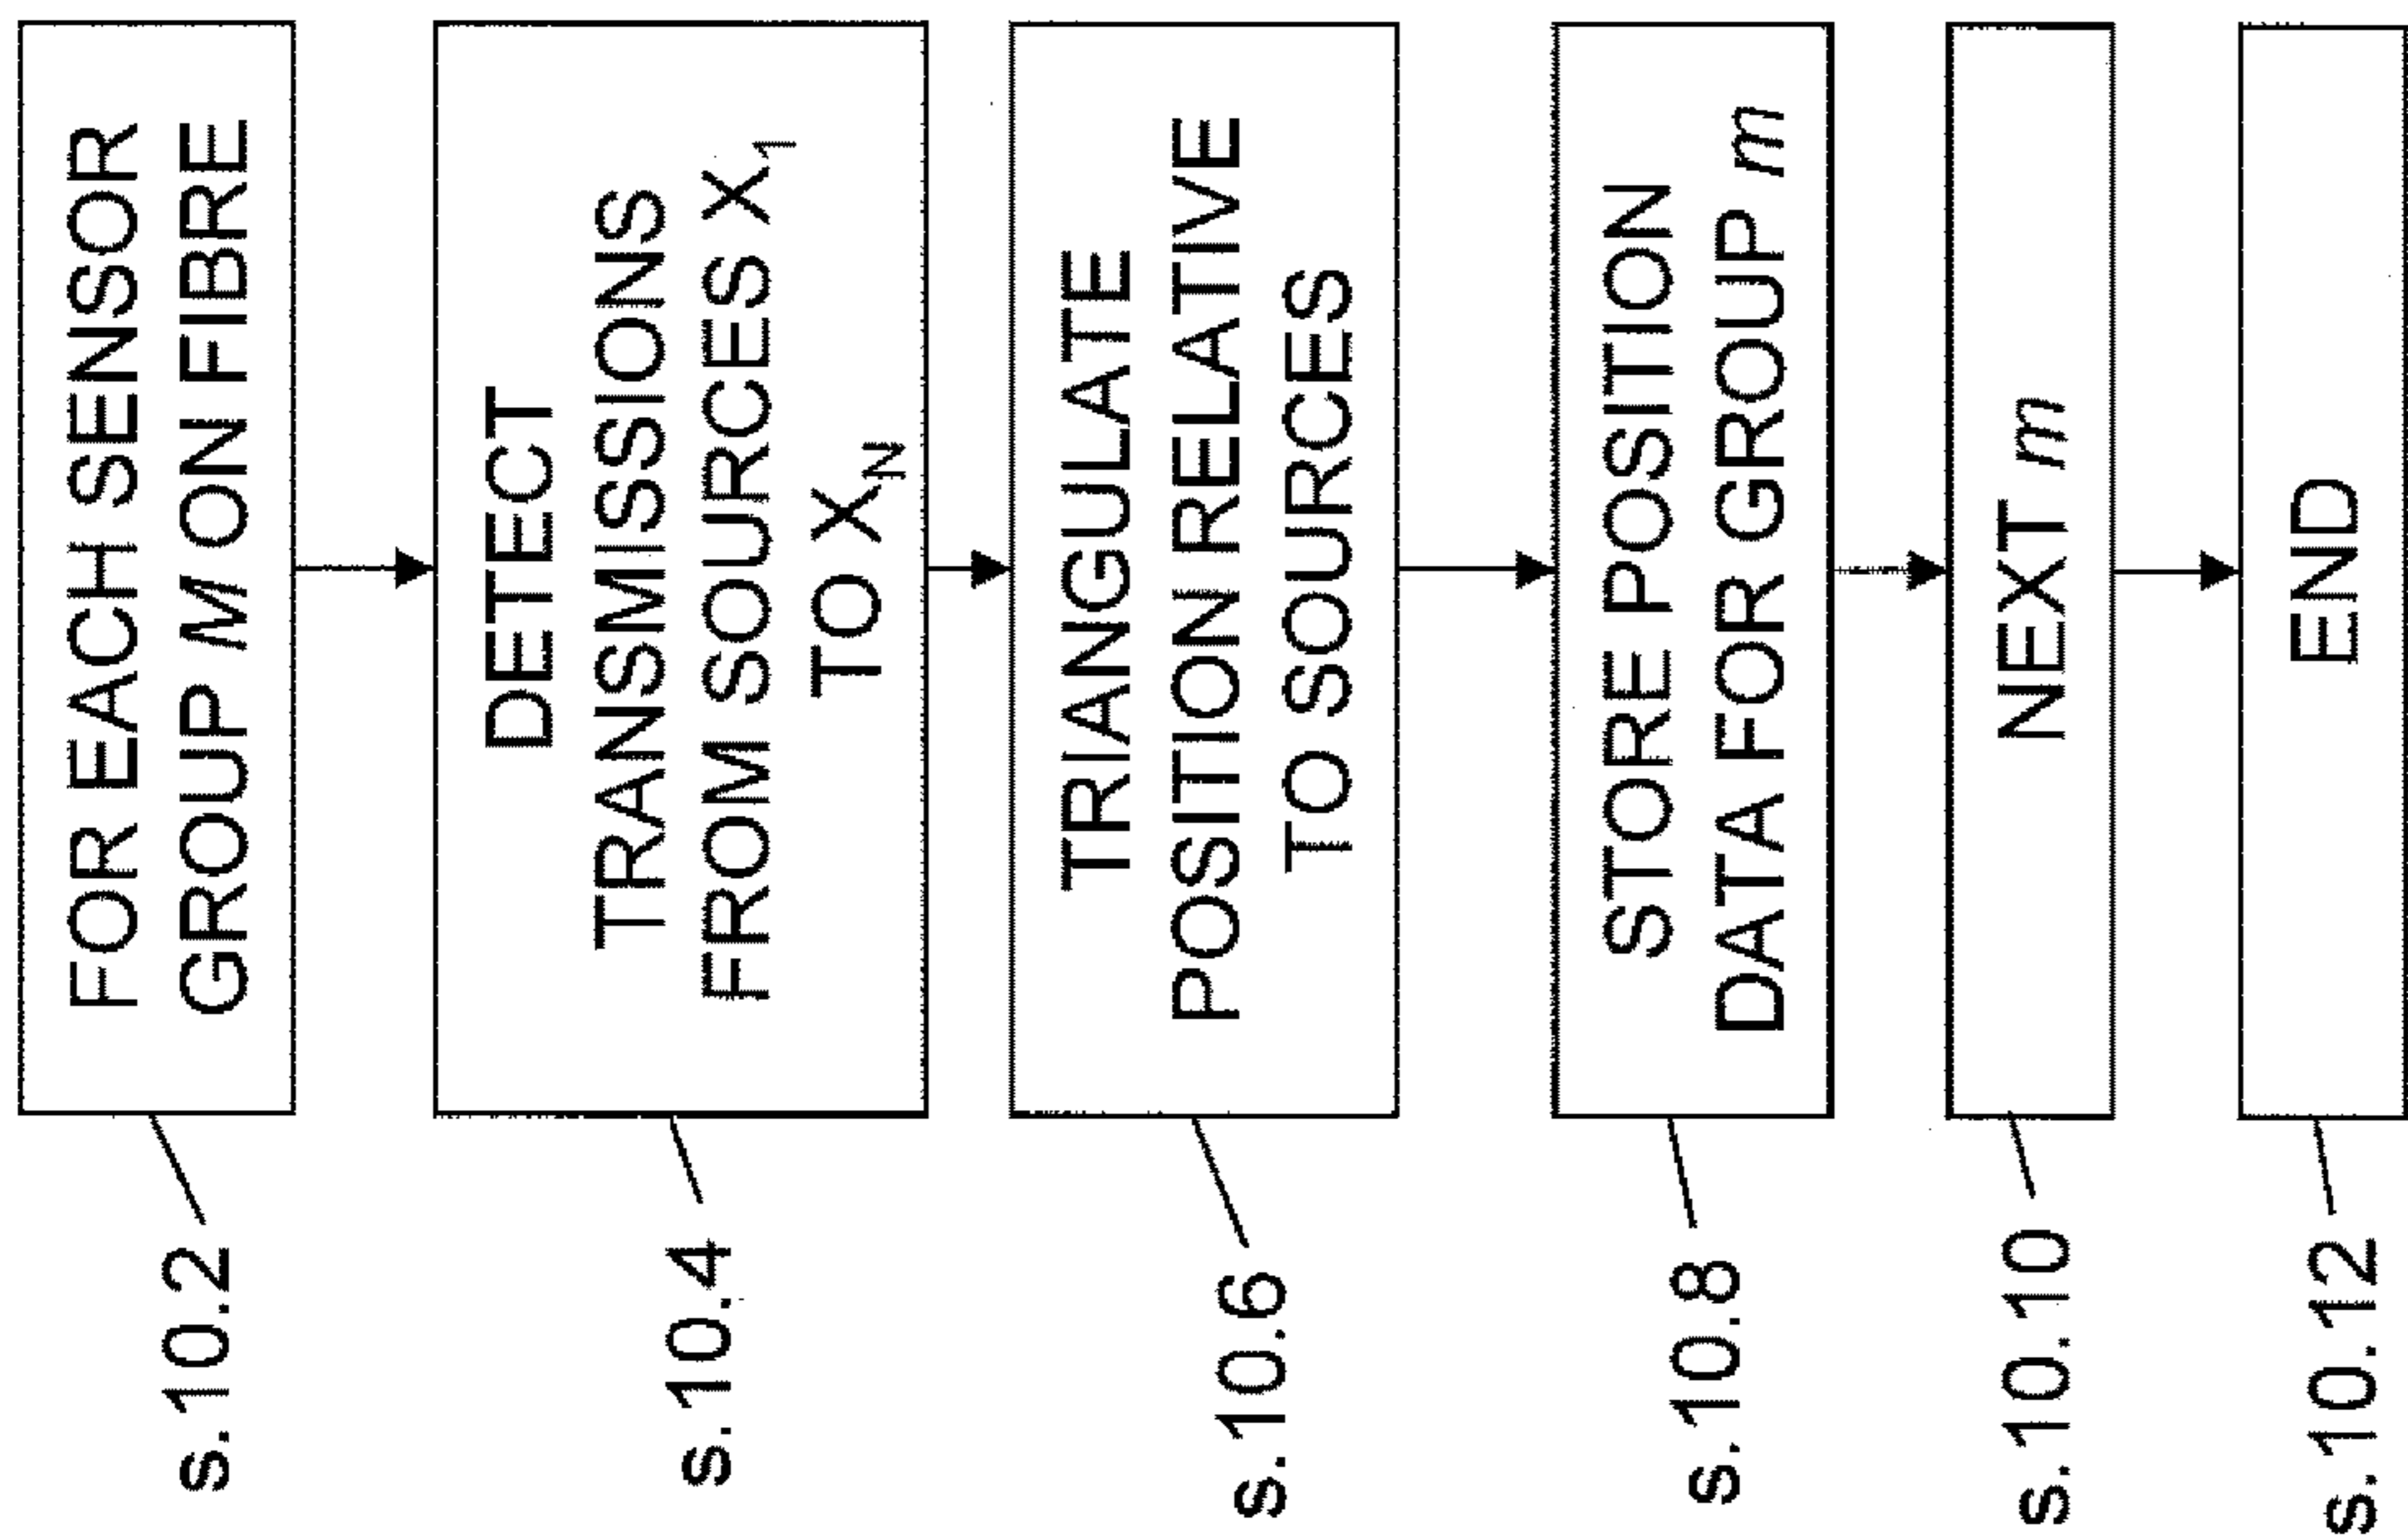 s.10.2
FOR EACH SENSOR
GROUP M ON FIBRE
s.10.4
DETECT
TRANSMISSIONS
FROM SOURCES X₁
TO X_N
s.10.6
TRIANGULATE
POSITION RELATIVE
TO SOURCES
s.10.8
STORE POSITION
DATA FOR GROUP m
s.10.10
NEXT m
s.10.12
END